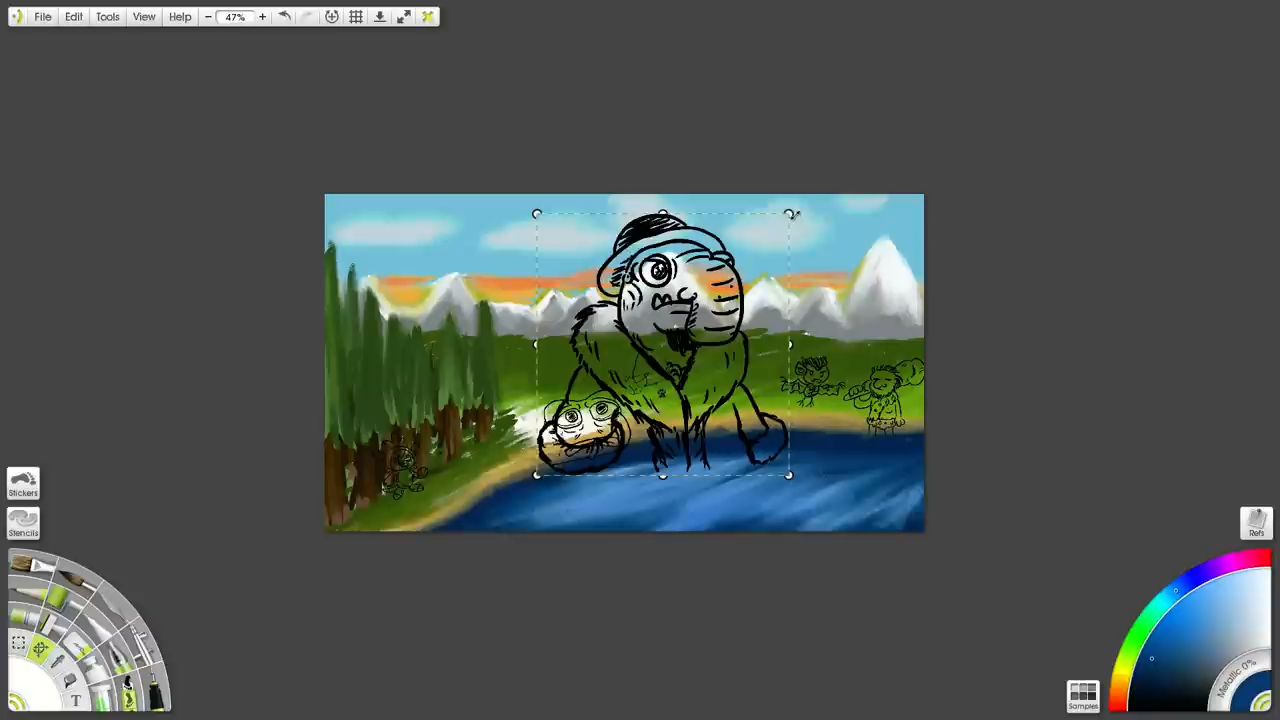 File Edit Tools View Help − 47% +
Stickers
Stencils
Refs
T
Metallic 0%
Samples